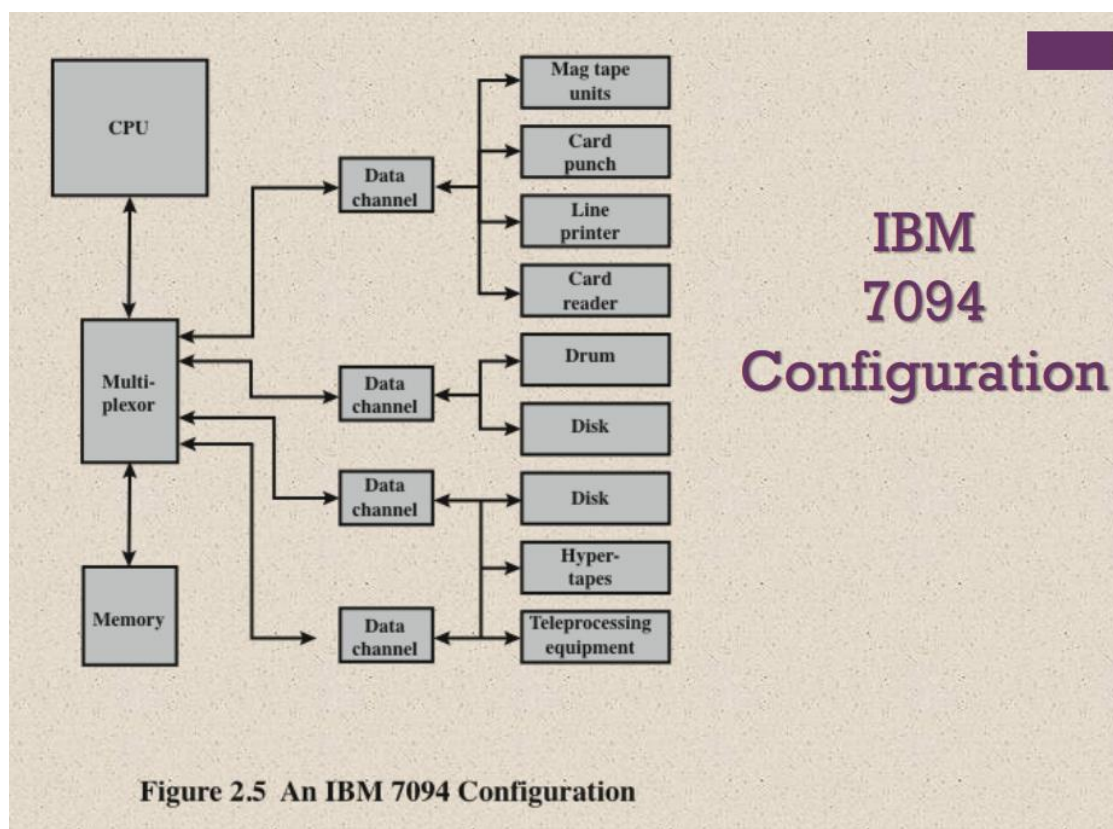 CPU
Multi-
plexor
Memory
Data
channel
Data
channel
Data
channel
Data
channel
Mag tape
units
Card
punch
Line
printer
Card
reader
Drum
Disk
Disk
Hyper-
tapes
Teleprocessing
equipment
IBM
7094
Configuration
Figure 2.5 An IBM 7094 Configuration